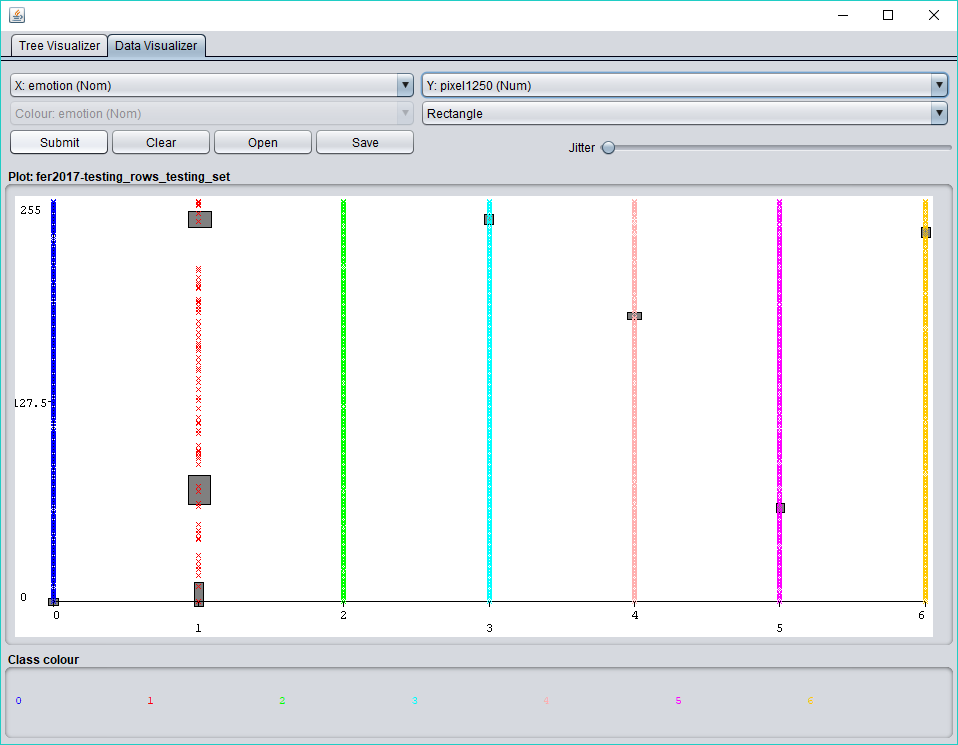 Tree Visualizer Data Visualizer
X: emotion (Nom) Y: pixel1250 (Num)
Colour: emotion (Nom) Rectangle
Submit Clear Open Save Jitter
Plot: fer2017-testing_rows_testing_set
255
127.5
0
0 2 4 6
1 3 5
Class colour
0 1 2 3 4 5 6